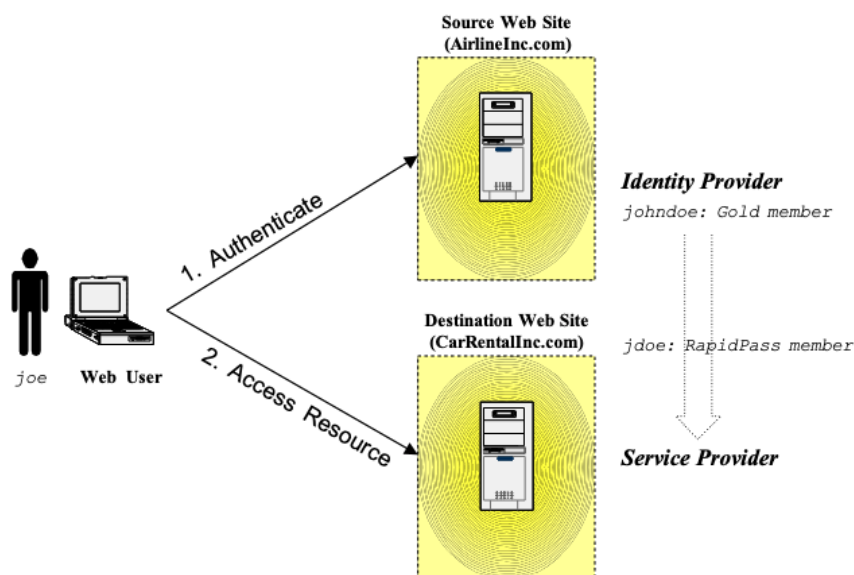 Source Web Site
(AirlineInc.com)
Identity Provider
johndoe: Gold member
1. Authenticate
Destination Web Site
(CarRentalInc.com)
jdoe: RapidPass member
joe
Web User
2. Access Resource
Service Provider